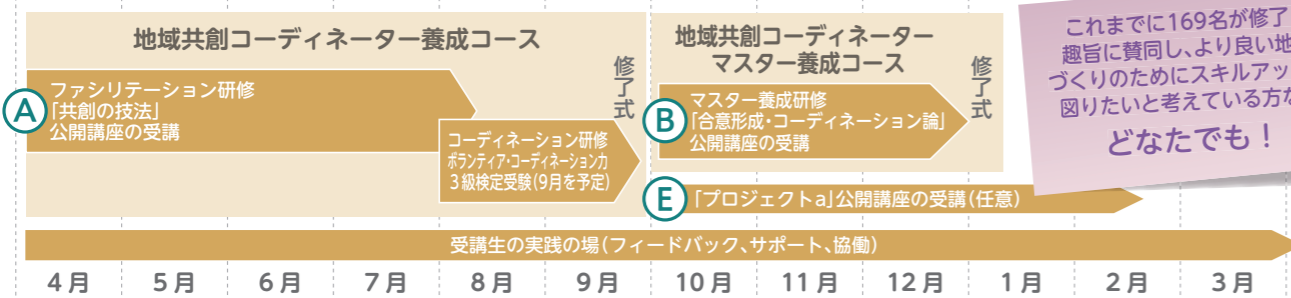 地域共創コーディネーター養成コース
A
ファシリテーション研修
「共創の技法」
公開講座の受講
コーディネーション研修
ボランティア・コーディネーション力
3級検定受験(9月を予定)
修了式
地域共創コーディネーター
マスター養成コース
B
マスター養成研修
「合意形成・コーディネーション論」
公開講座の受講
修了式
E
「プロジェクトa」公開講座の受講(任意)
これまでに169名が修了
趣旨に賛同し、より良い地
づくりのためにスキルアッ
図りたいと考えている方な
どなたでも!
受講生の実践の場(フィードバック、サポート、協働)
4月 5月 6月 7月 8月 9月 10月 11月 12月 1月 2月 3月